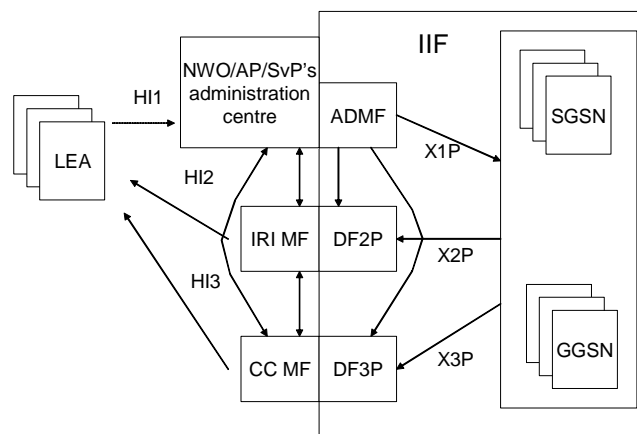 IIF
NWO/AP/SvP's
administration
centre
HI1
ADMF
SGSN
LEA
X1P
HI2
IRI MF
DF2P
X2P
HI3
GGSN
X3P
CC MF
DF3P